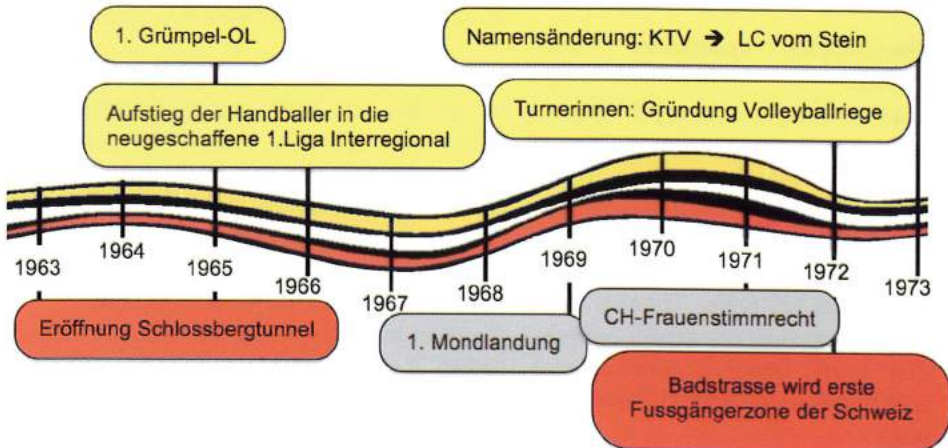 1. Grümpel-OL
Namensänderung: KTV ➔ LC vom Stein
Aufstieg der Handballer in die
neugeschaffene 1.Liga Interregional
Turnerinnen: Gründung Volleyballriege
1963
1964
1965
1966
1967
1968
1969
1970
1971
1972
1973
Eröffnung Schlossbergtunnel
1. Mondlandung
CH-Frauenstimmrecht
Badstrasse wird erste
Fussgängerzone der Schweiz